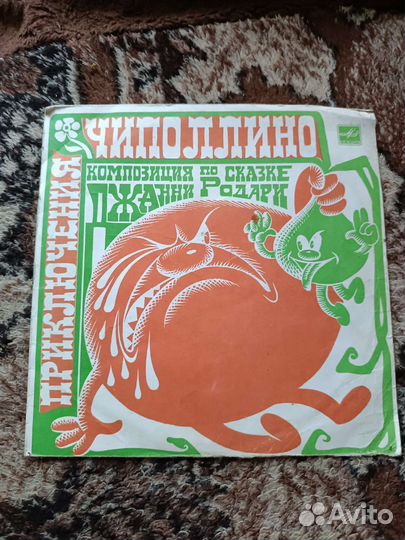 ПРИКЛЮЧЕНИЯ
ЧИПОЛЛИНО
КОМПОЗИЦИЯ ПО СКАЗКЕ
ДЖАННИ РОДАРИ
Avito